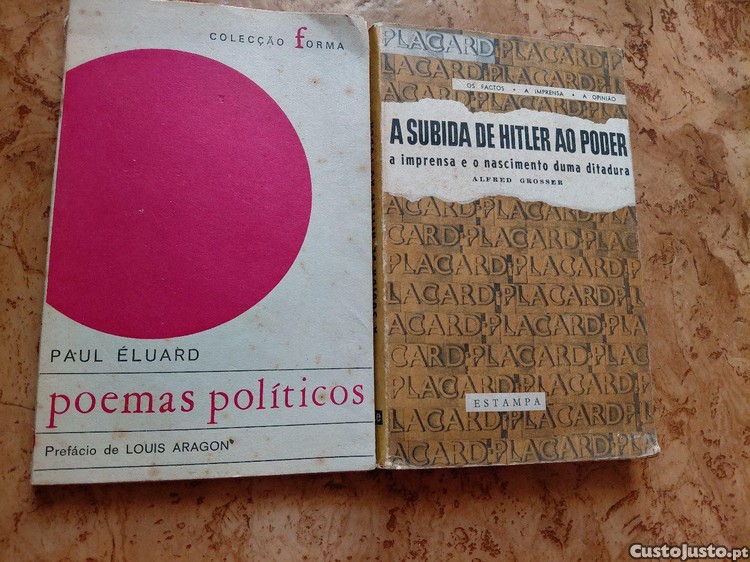 COLECÇÃO FORMA
PAUL ÉLUARD
poemas políticos
Prefácio de LOUIS ARAGON
PLACARD·PLACARD
OS FACTOS • A IMPRENSA • A OPINIÃO
A SUBIDA DE HITLER AO PODER
a imprensa e o nascimento duma ditadura
ALFRED GROSSER
ESTAMPA
CustoJusto.pt